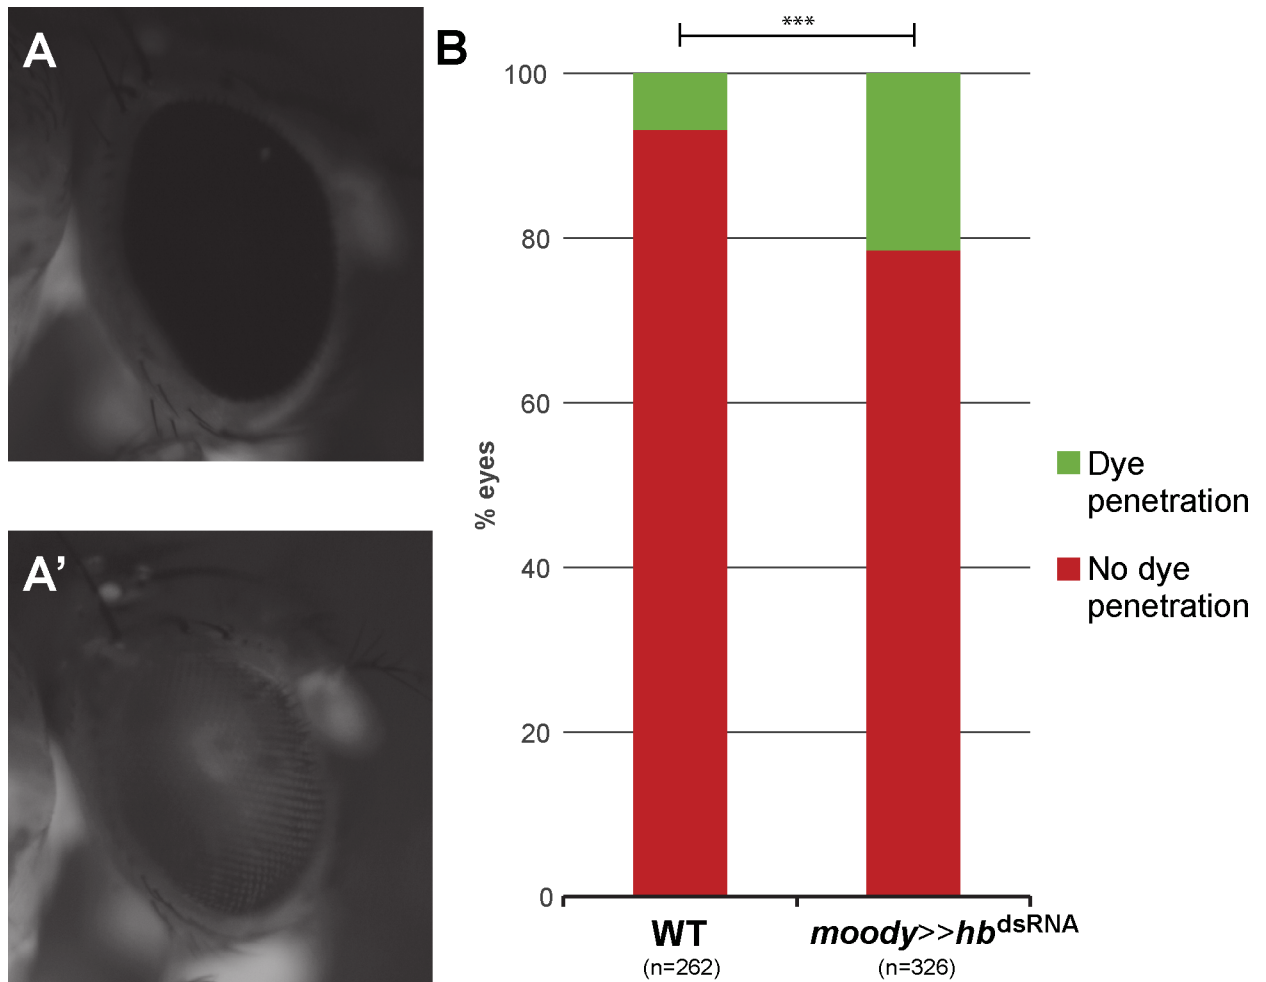 A
A’
B
***
100
80
60
40
20
0
% eyes
WT
(n=262)
moody>>hbdsRNA
(n=326)
Dye
penetration
No dye
penetration